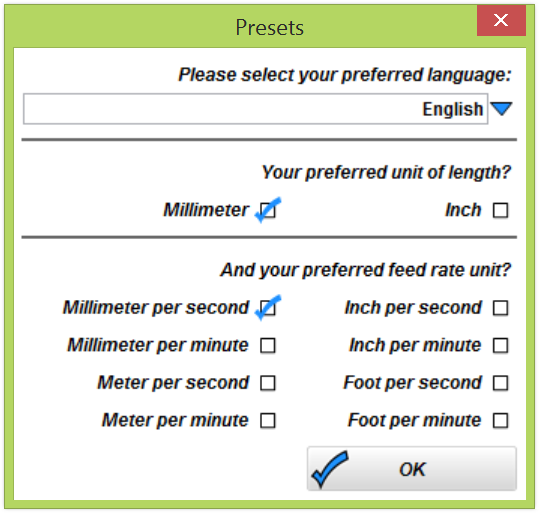 Presets
Please select your preferred language:
English
Your preferred unit of length?
Millimeter Inch
And your preferred feed rate unit?
Millimeter per second Inch per second
Millimeter per minute Inch per minute
Meter per second Foot per second
Meter per minute Foot per minute
OK